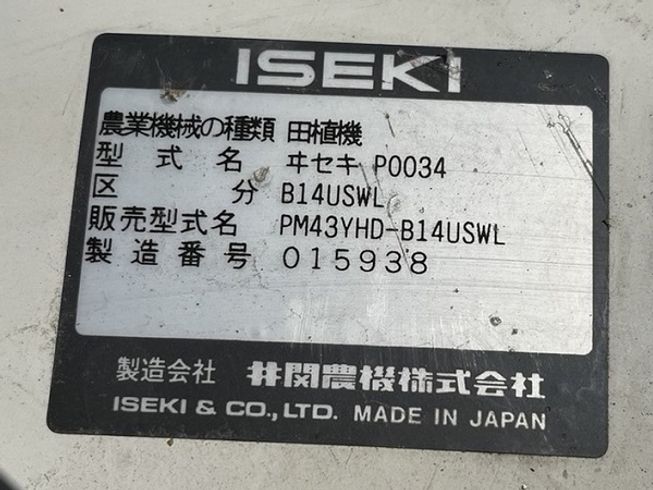 ISEKI
農業機械の種類 田植機
型式名 ヰセキ P0034
区分 B14USWL
販売型式名 PM43YHD-B14USWL
製造番号 015938
製造会社 井関農機株式会社
ISEKI & CO., LTD. MADE IN JAPAN